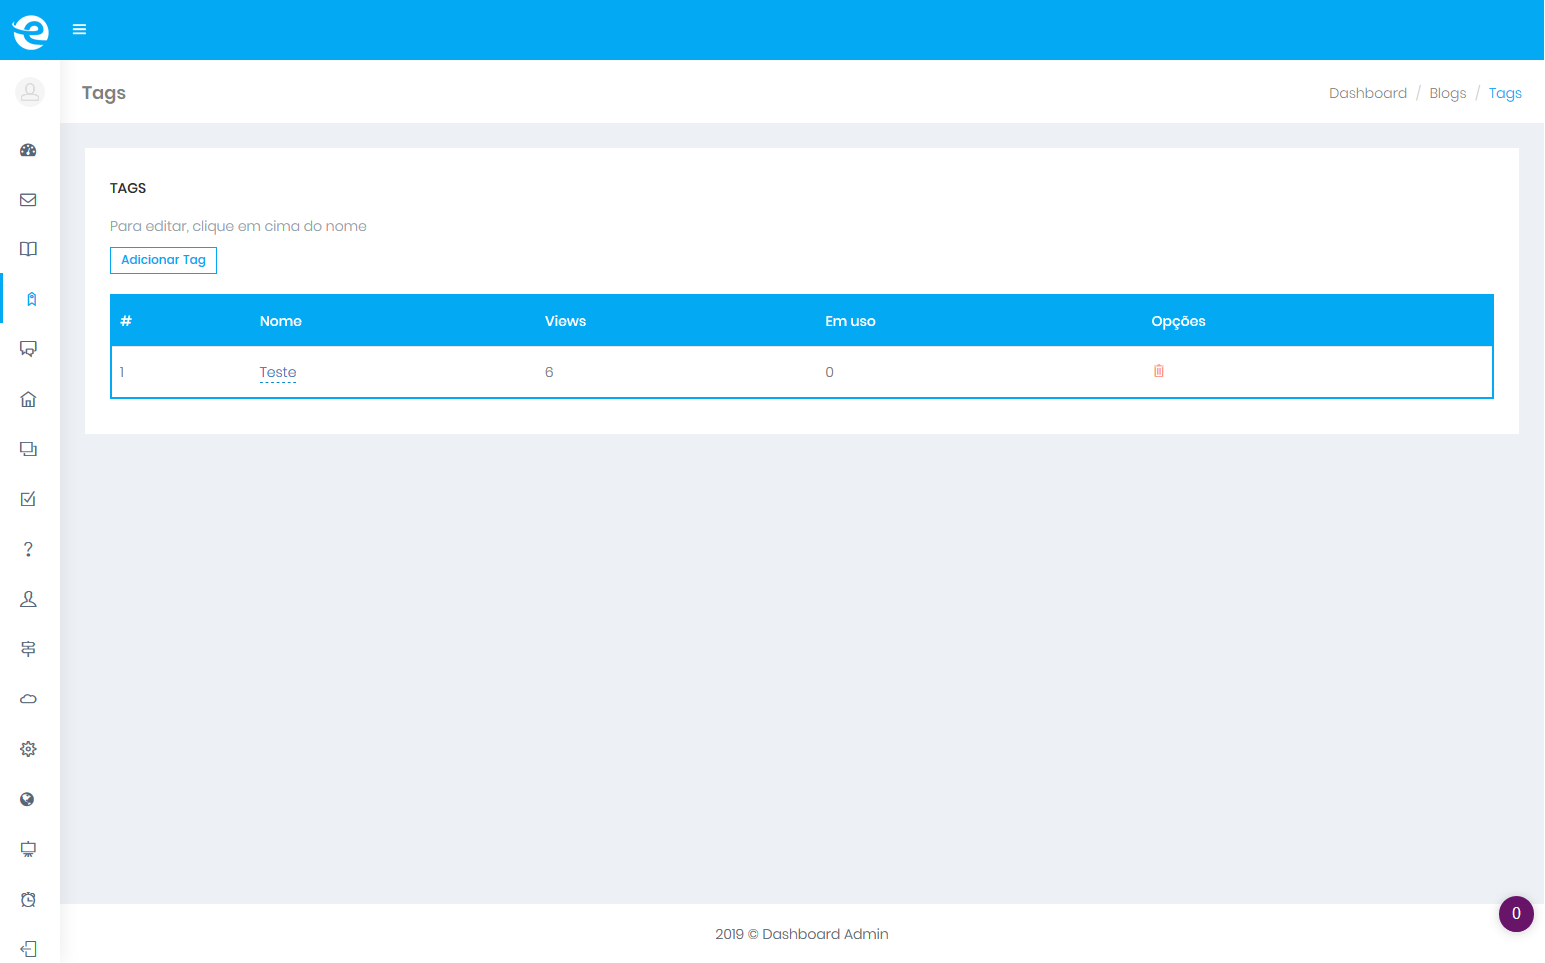 Tags
Dashboard / Blogs / Tags
TAGS
Para editar, clique em cima do nome
Adicionar Tag
# Nome Views Em uso Opções
1 Teste 6 0
0
2019 © Dashboard Admin